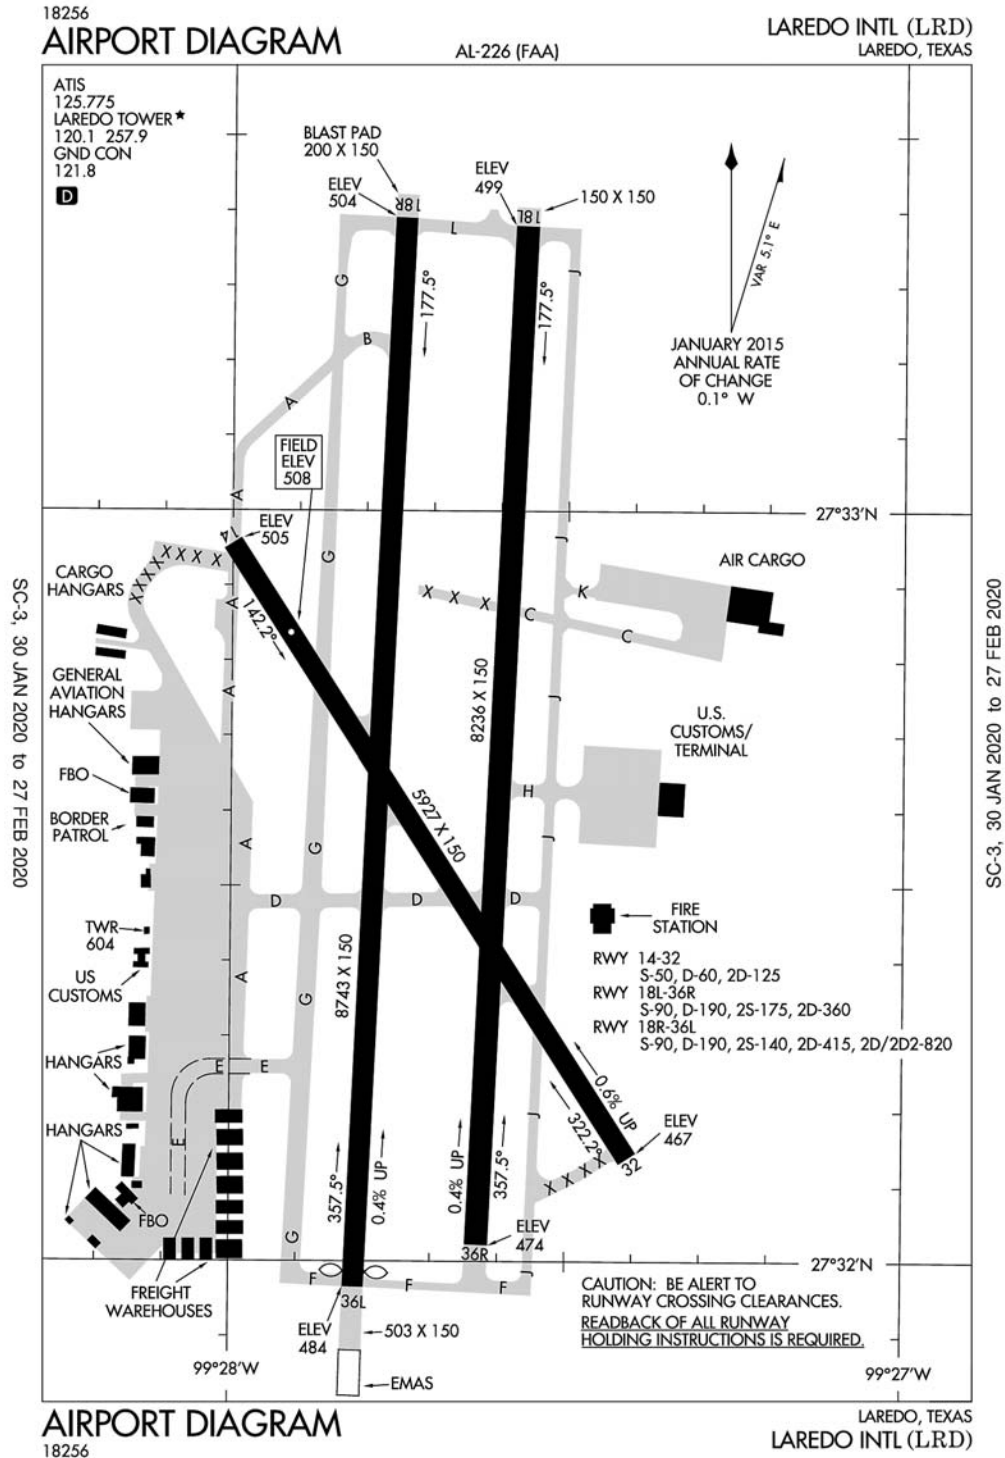 18256
AIRPORT DIAGRAM
AL-226 (FAA)
LAREDO INTL (LRD)
LAREDO, TEXAS
ATIS
125.775
LAREDO TOWER★
120.1 257.9
GND CON
121.8
D
BLAST PAD
200 X 150
ELEV
504
ELEV
499
150 X 150
18R
18L
L
G
J
177.5°
177.5°
VAR 5.1° E
JANUARY 2015
ANNUAL RATE
OF CHANGE
0.1° W
B
A
FIELD
ELEV
508
A
ELEV
505
14
27°33'N
J
G
X X X X
X X X X
CARGO
HANGARS
A
142.2°
AIR CARGO
K
X X X
C
C
GENERAL
AVIATION
HANGARS
A
J
8236 X 150
U.S.
CUSTOMS/
TERMINAL
FBO
BORDER
PATROL
H
5927 X 150
J
A
G
D
D
D
FIRE
STATION
TWR
604
US
CUSTOMS
A
G
8743 X 150
RWY 14-32
S-50, D-60, 2D-125
RWY 18L-36R
S-90, D-190, 2S-175, 2D-360
RWY 18R-36L
S-90, D-190, 2S-140, 2D-415, 2D/2D2-820
HANGARS
E
E
E
0.6% UP
322.2°
J
ELEV
467
32
X X X X
HANGARS
357.5°
0.4% UP
0.4% UP
357.5°
FBO
G
ELEV
474
36R
27°32'N
J
F
F
F
36L
FREIGHT
WAREHOUSES
ELEV
484
503 X 150
EMAS
CAUTION: BE ALERT TO
RUNWAY CROSSING CLEARANCES.
READBACK OF ALL RUNWAY
HOLDING INSTRUCTIONS IS REQUIRED.
99°28'W
99°27'W
SC-3, 30 JAN 2020 to 27 FEB 2020
SC-3, 30 JAN 2020 to 27 FEB 2020
AIRPORT DIAGRAM
18256
LAREDO, TEXAS
LAREDO INTL (LRD)